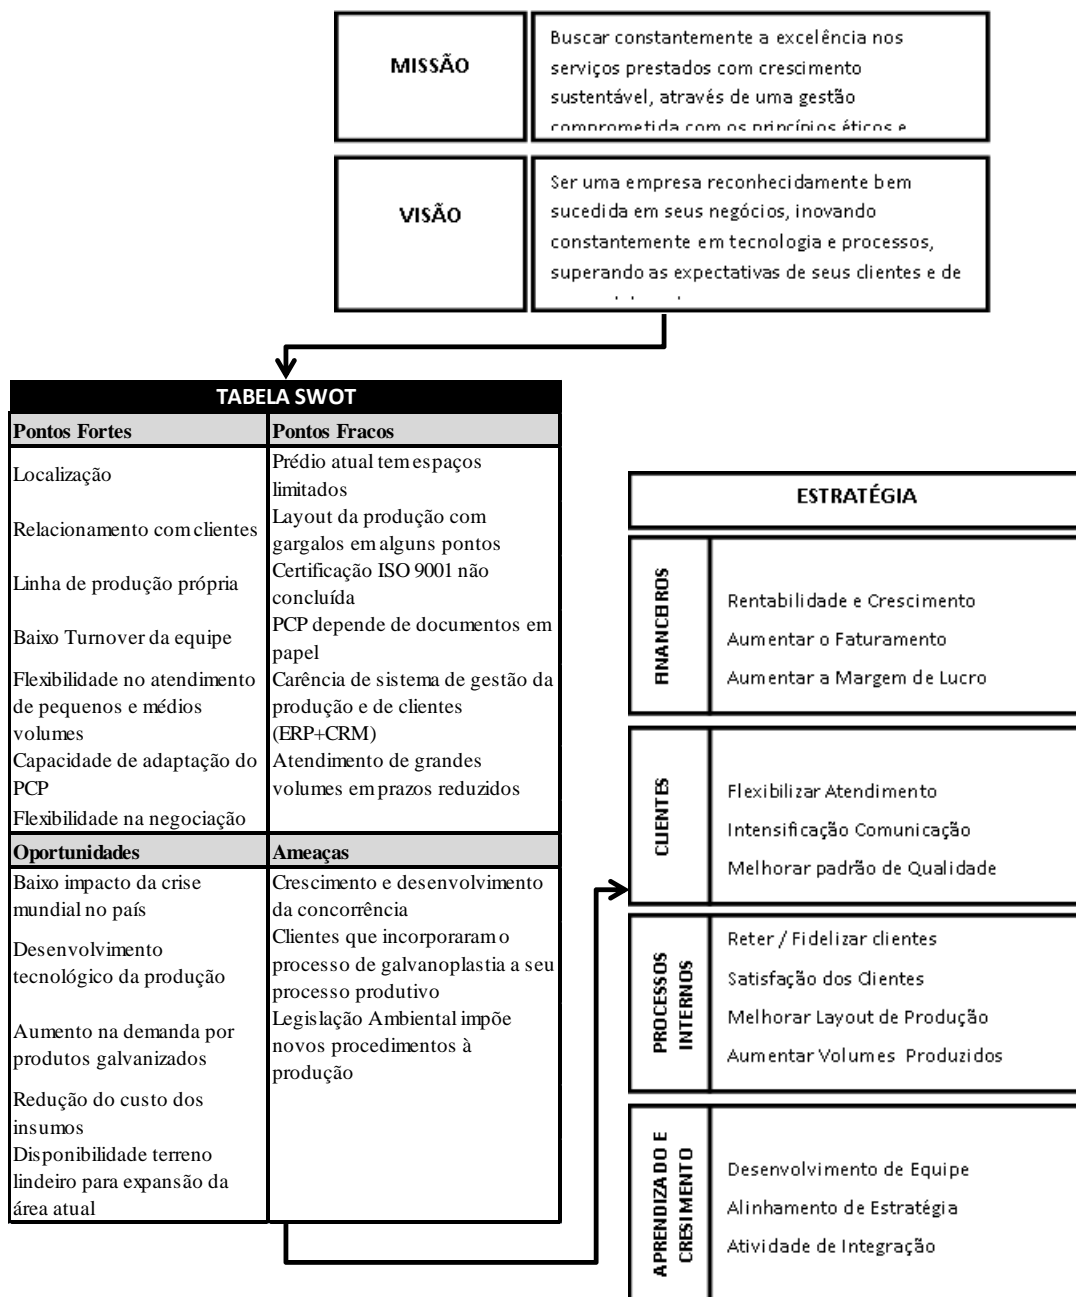 MISSÃO
Buscar constantemente a excelência nos
serviços prestados com crescimento
sustentável, através de uma gestão
comprometida com os princípios éticos e
VISÃO
Ser uma empresa reconhecidamente bem
sucedida em seus negócios, inovando
constantemente em tecnologia e processos,
superando as expectativas de seus clientes e de
TABELA SWOT
Pontos Fortes
Localização
Relacionamento com clientes
Linha de produção própria
Baixo Turnover da equipe
Flexibilidade no atendimento
de pequenos e médios
volumes
Capacidade de adaptação do
PCP
Flexibilidade na negociação
Pontos Fracos
Prédio atual tem espaços
limitados
Layout da produção com
gargalos em alguns pontos
Certificação ISO 9001 não
concluída
PCP depende de documentos em
papel
Carência de sistema de gestão da
produção e de clientes
(ERP+CRM)
Atendimento de grandes
volumes em prazos reduzidos
Oportunidades
Baixo impacto da crise
mundial no país
Desenvolvimento
tecnológico da produção
Aumento na demanda por
produtos galvanizados
Redução do custo dos
insumos
Disponibilidade terreno
lindeiro para expansão da
área atual
Ameaças
Crescimento e desenvolvimento
da concorrência
Clientes que incorporaram o
processo de galvanoplastia a seu
processo produtivo
Legislação Ambiental impõe
novos procedimentos à
produção
ESTRATÉGIA
FINANCEIROS
Rentabilidade e Crescimento
Aumentar o Faturamento
Aumentar a Margem de Lucro
CLIENTES
Flexibilizar Atendimento
Intensificação Comunicação
Melhorar padrão de Qualidade
PROCESSOS
INTERNOS
Reter / Fidelizar clientes
Satisfação dos Clientes
Melhorar Layout de Produção
Aumentar Volumes Produzidos
APRENDIZADO E
CRESIMENTO
Desenvolvimento de Equipe
Alinhamento de Estratégia
Atividade de Integração